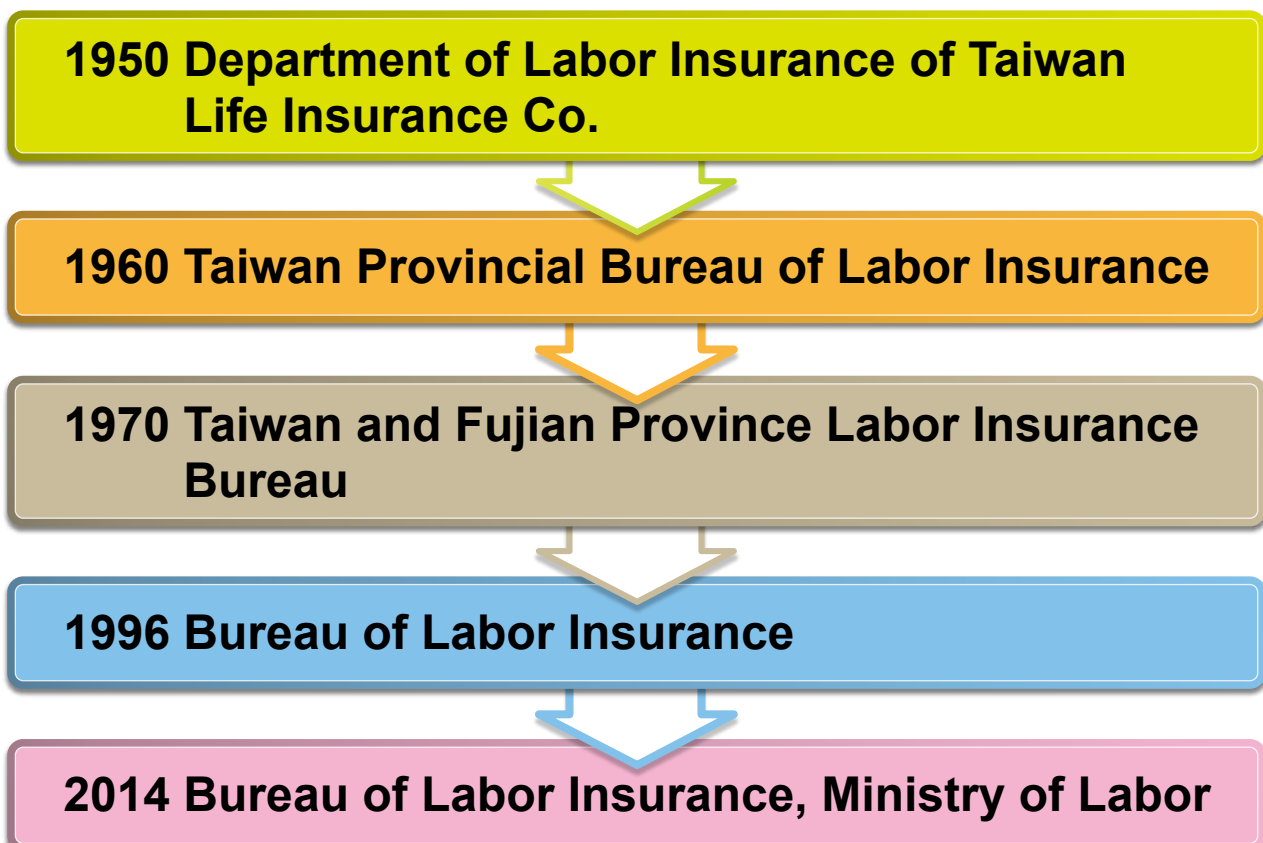 1950 Department of Labor Insurance of Taiwan
Life Insurance Co.
1960 Taiwan Provincial Bureau of Labor Insurance
1970 Taiwan and Fujian Province Labor Insurance
Bureau
1996 Bureau of Labor Insurance
2014 Bureau of Labor Insurance, Ministry of Labor